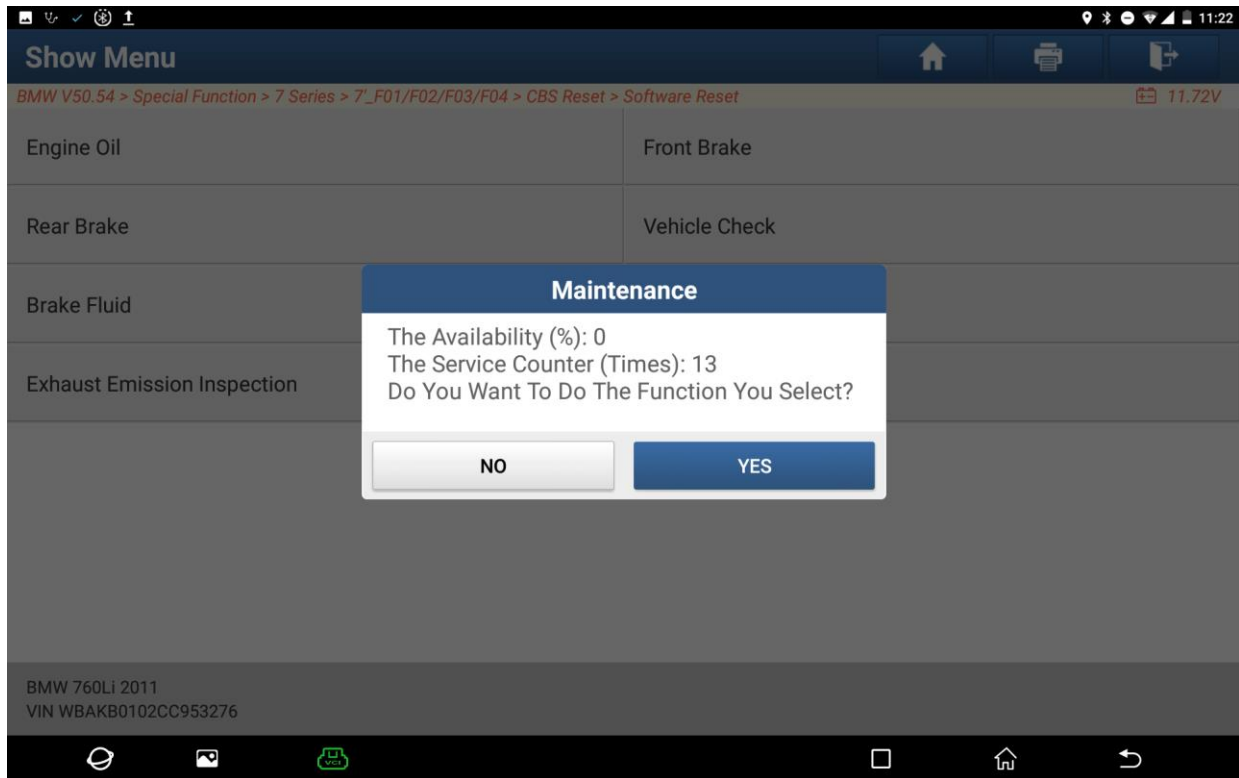 11:22
Show Menu
BMW V50.54 > Special Function > 7 Series > 7'_F01/F02/F03/F04 > CBS Reset > Software Reset
11.72V
Engine Oil
Front Brake
Rear Brake
Vehicle Check
Brake Fluid
Exhaust Emission Inspection
Maintenance
The Availability (%): 0
The Service Counter (Times): 13
Do You Want To Do The Function You Select?
NO
YES
BMW 760Li 2011
VIN WBAKB0102CC953276
VCI